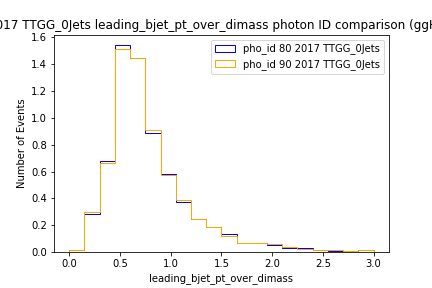 017 TTGG_0Jets leading_bjet_pt_over_dimass photon ID comparison (ggH
pho_id 80 2017 TTGG_0Jets
pho_id 90 2017 TTGG_0Jets
Number of Events
1.6
1.4
1.2
1.0
0.8
0.6
0.4
0.2
0.0
0.0 0.5 1.0 1.5 2.0 2.5 3.0
leading_bjet_pt_over_dimass